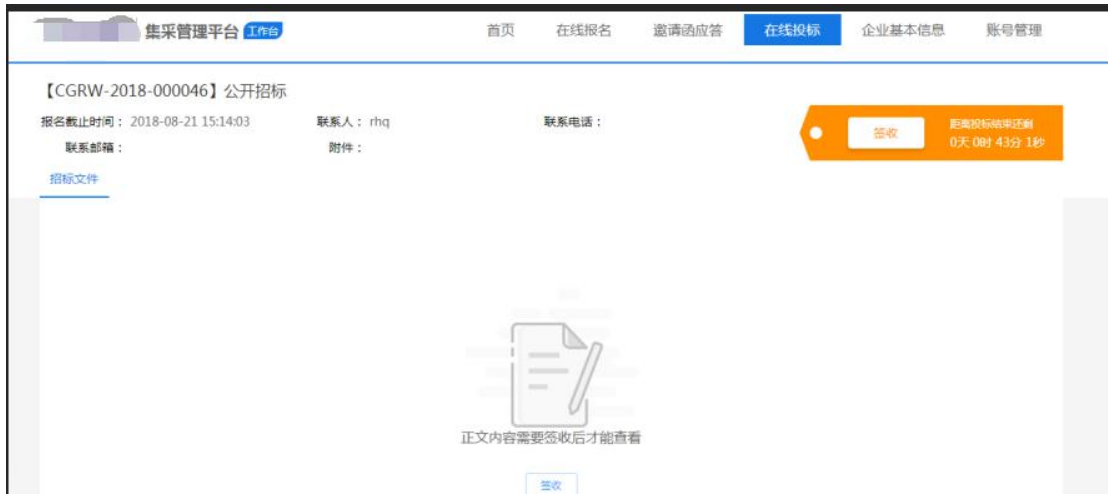 集采管理平台 工作台 首页 在线报名 邀请函应答 在线投标 企业基本信息 账号管理
【CGRW-2018-000046】公开招标
报名截止时间： 2018-08-21 15:14:03 联系人： rhq 联系电话：
签收 距离投标结束还剩
0天 0时 43分 1秒
联系邮箱： 附件：
招标文件
正文内容需要签收后才能查看
签收